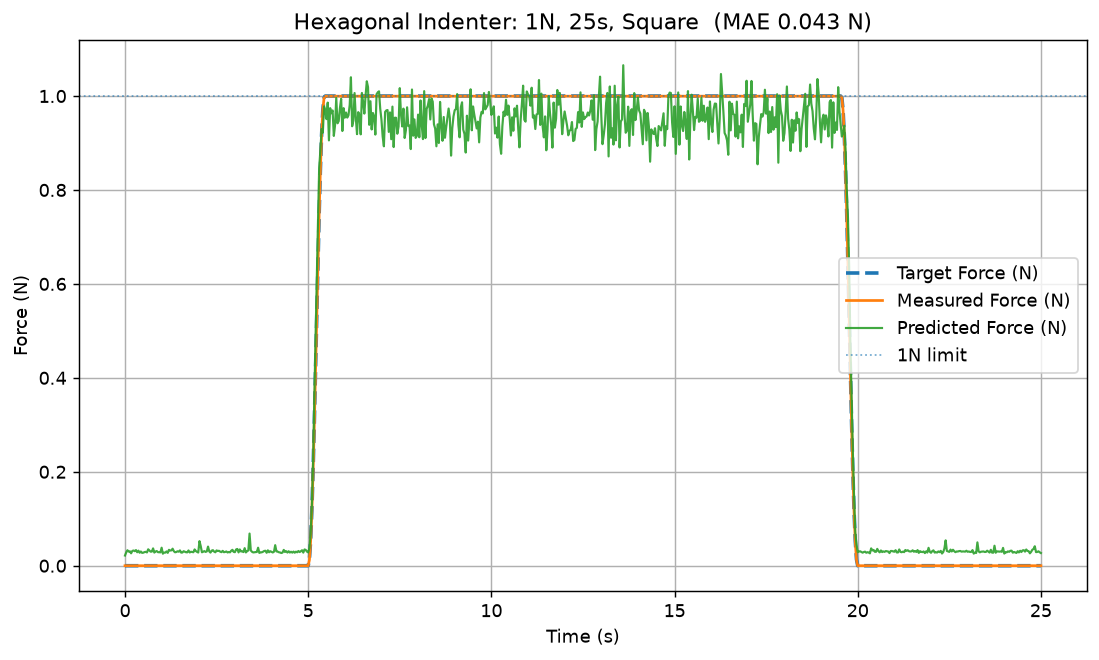 Hexagonal Indenter: 1N, 25s, Square  (MAE 0.043 N)
Force (N)
1.0
0.8
0.6
0.4
0.2
0.0
Target Force (N)
Measured Force (N)
Predicted Force (N)
1N limit
0 5 10 15 20 25
Time (s)